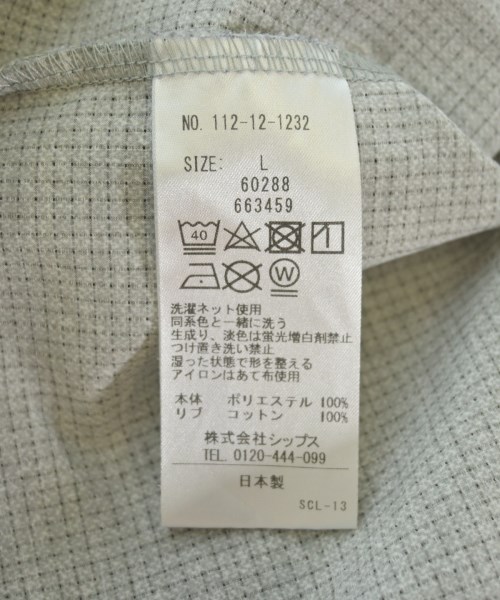 NO. 112-12-1232
SIZE: L
60288
663459
40
W
洗濯ネット使用
同系色と一緒に洗う
生成り、淡色は蛍光増白剤禁止
つけ置き洗い禁止
湿った状態で形を整える
アイロンはあて布使用
本体 ポリエステル 100%
リブ コットン 100%
株式会社シップス
TEL. 0120-444-099
日本製
SCL-13